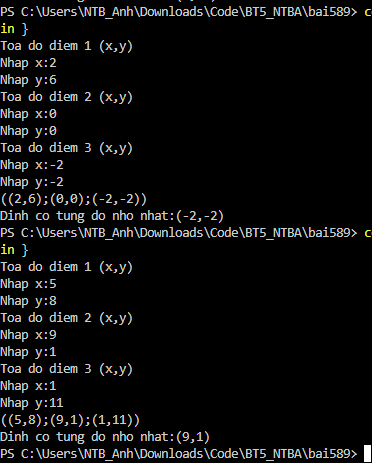 PS C:\Users\NTB_Anh\Downloads\Code\BT5_NTBA\bai589> c
in }
Toa do diem 1 (x,y)
Nhap x:2
Nhap y:6
Toa do diem 2 (x,y)
Nhap x:0
Nhap y:0
Toa do diem 3 (x,y)
Nhap x:-2
Nhap y:-2
((2,6);(0,0);(-2,-2))
Dinh co tung do nho nhat:(-2,-2)
PS C:\Users\NTB_Anh\Downloads\Code\BT5_NTBA\bai589> c
in }
Toa do diem 1 (x,y)
Nhap x:5
Nhap y:8
Toa do diem 2 (x,y)
Nhap x:9
Nhap y:1
Toa do diem 3 (x,y)
Nhap x:1
Nhap y:11
((5,8);(9,1);(1,11))
Dinh co tung do nho nhat:(9,1)
PS C:\Users\NTB_Anh\Downloads\Code\BT5_NTBA\bai589>